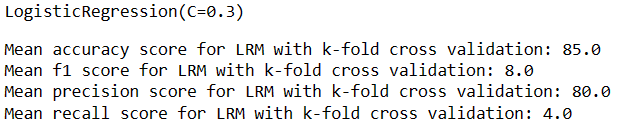 LogisticRegression(C=0.3)
Mean accuracy score for LRM with k-fold cross validation: 85.0
Mean f1 score for LRM with k-fold cross validation: 8.0
Mean precision score for LRM with k-fold cross validation: 80.0
Mean recall score for LRM with k-fold cross validation: 4.0